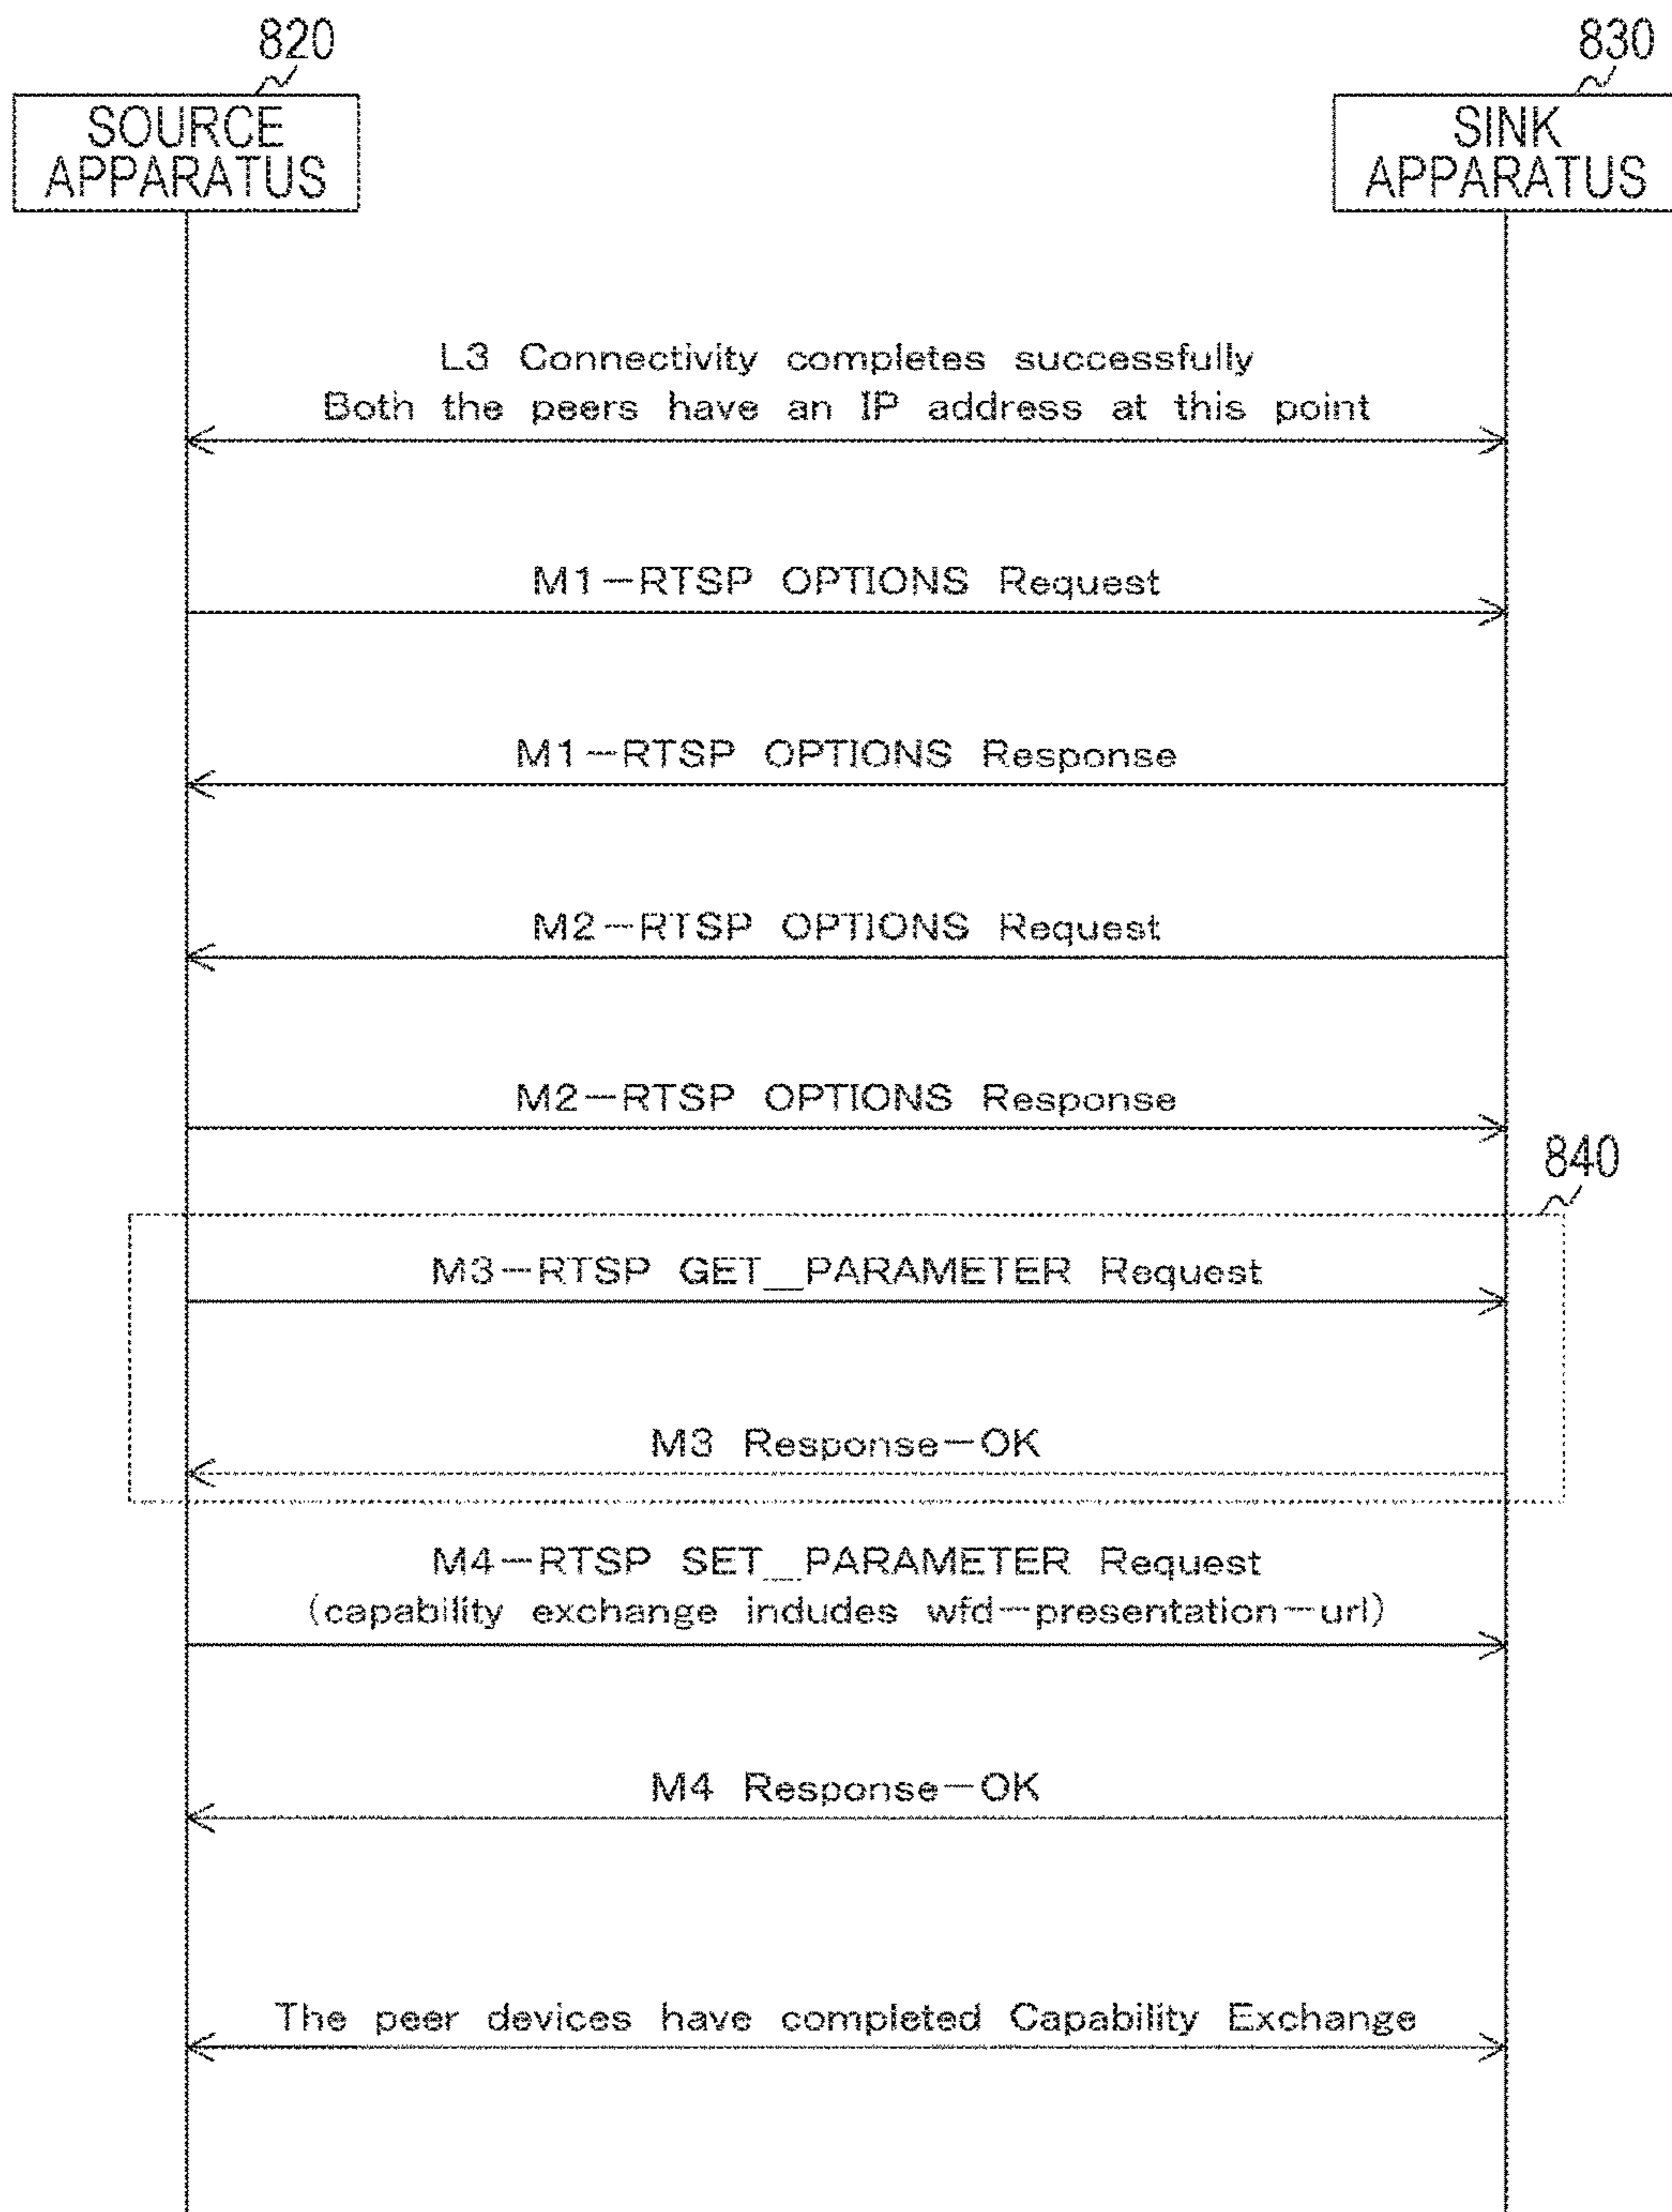 820
830
SOURCE
APPARATUS
SINK
APPARATUS
L3 Connectivity completes successfully
Both the peers have an IP address at this point
M1-RTSP OPTIONS Request
M1-RTSP OPTIONS Response
M2-RTSP OPTIONS Request
M2-RTSP OPTIONS Response
840
M3-RTSP GET_PARAMETER Request
M3 Response-OK
M4-RTSP SET_PARAMETER Request
(capability exchange indudes wfd-presentation-url)
M4 Response-OK
The peer devices have completed Capability Exchange